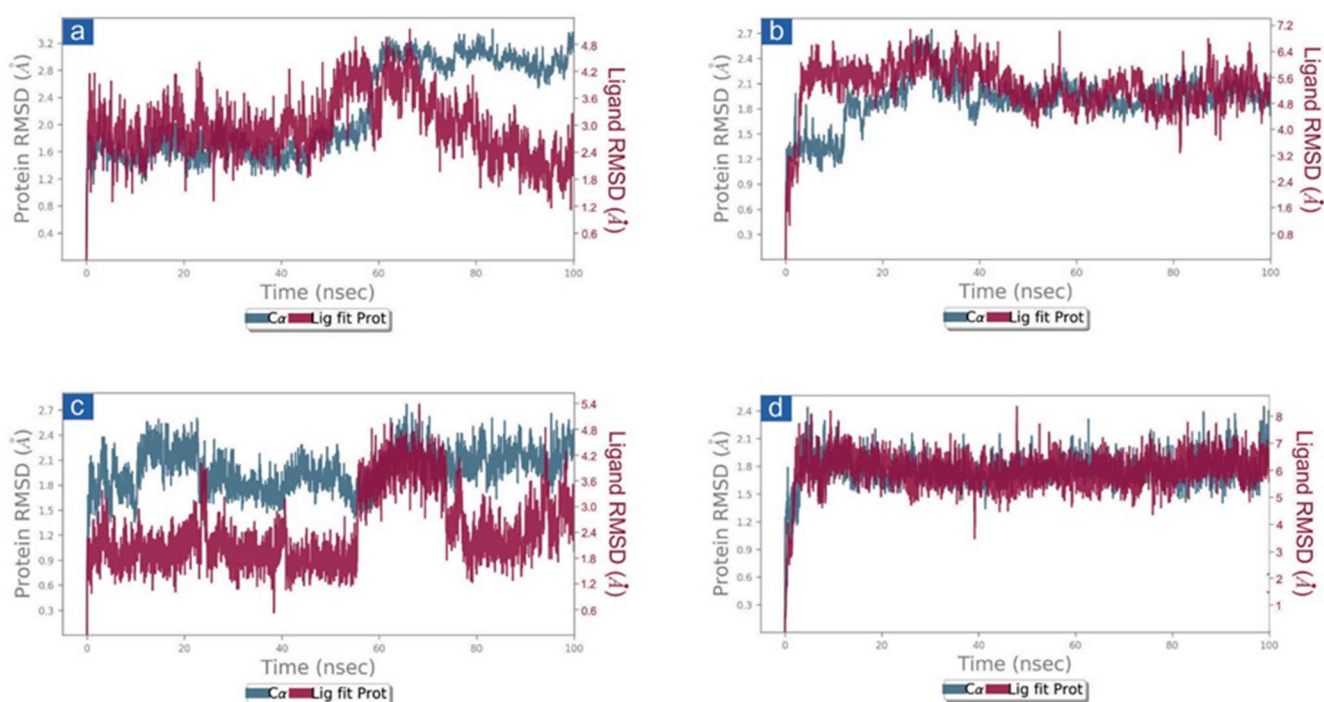 a
Protein RMSD (Å)
3.2
2.8
2.4
2.0
1.6
1.2
0.8
0.4
4.8
4.2
3.6
3.0
2.4
1.8
1.2
0.6
Ligand RMSD (Å)
0 20 40 60 80 100
Time (nsec)
Cα Lig fit Prot
b
Protein RMSD (Å)
2.7
2.4
2.1
1.8
1.5
1.2
0.9
0.6
0.3
7.2
6.4
5.6
4.8
4.0
3.2
2.4
1.6
0.8
Ligand RMSD (Å)
0 20 40 60 80 100
Time (nsec)
Cα Lig fit Prot
c
Protein RMSD (Å)
2.7
2.4
2.1
1.8
1.5
1.2
0.9
0.6
0.3
5.4
4.8
4.2
3.6
3.0
2.4
1.8
1.2
0.6
Ligand RMSD (Å)
0 20 40 60 80 100
Time (nsec)
Cα Lig fit Prot
d
Protein RMSD (Å)
2.4
2.1
1.8
1.5
1.2
0.9
0.6
0.3
8
7
6
5
4
3
2
1
Ligand RMSD (Å)
0 20 40 60 80 100
Time (nsec)
Cα Lig fit Prot